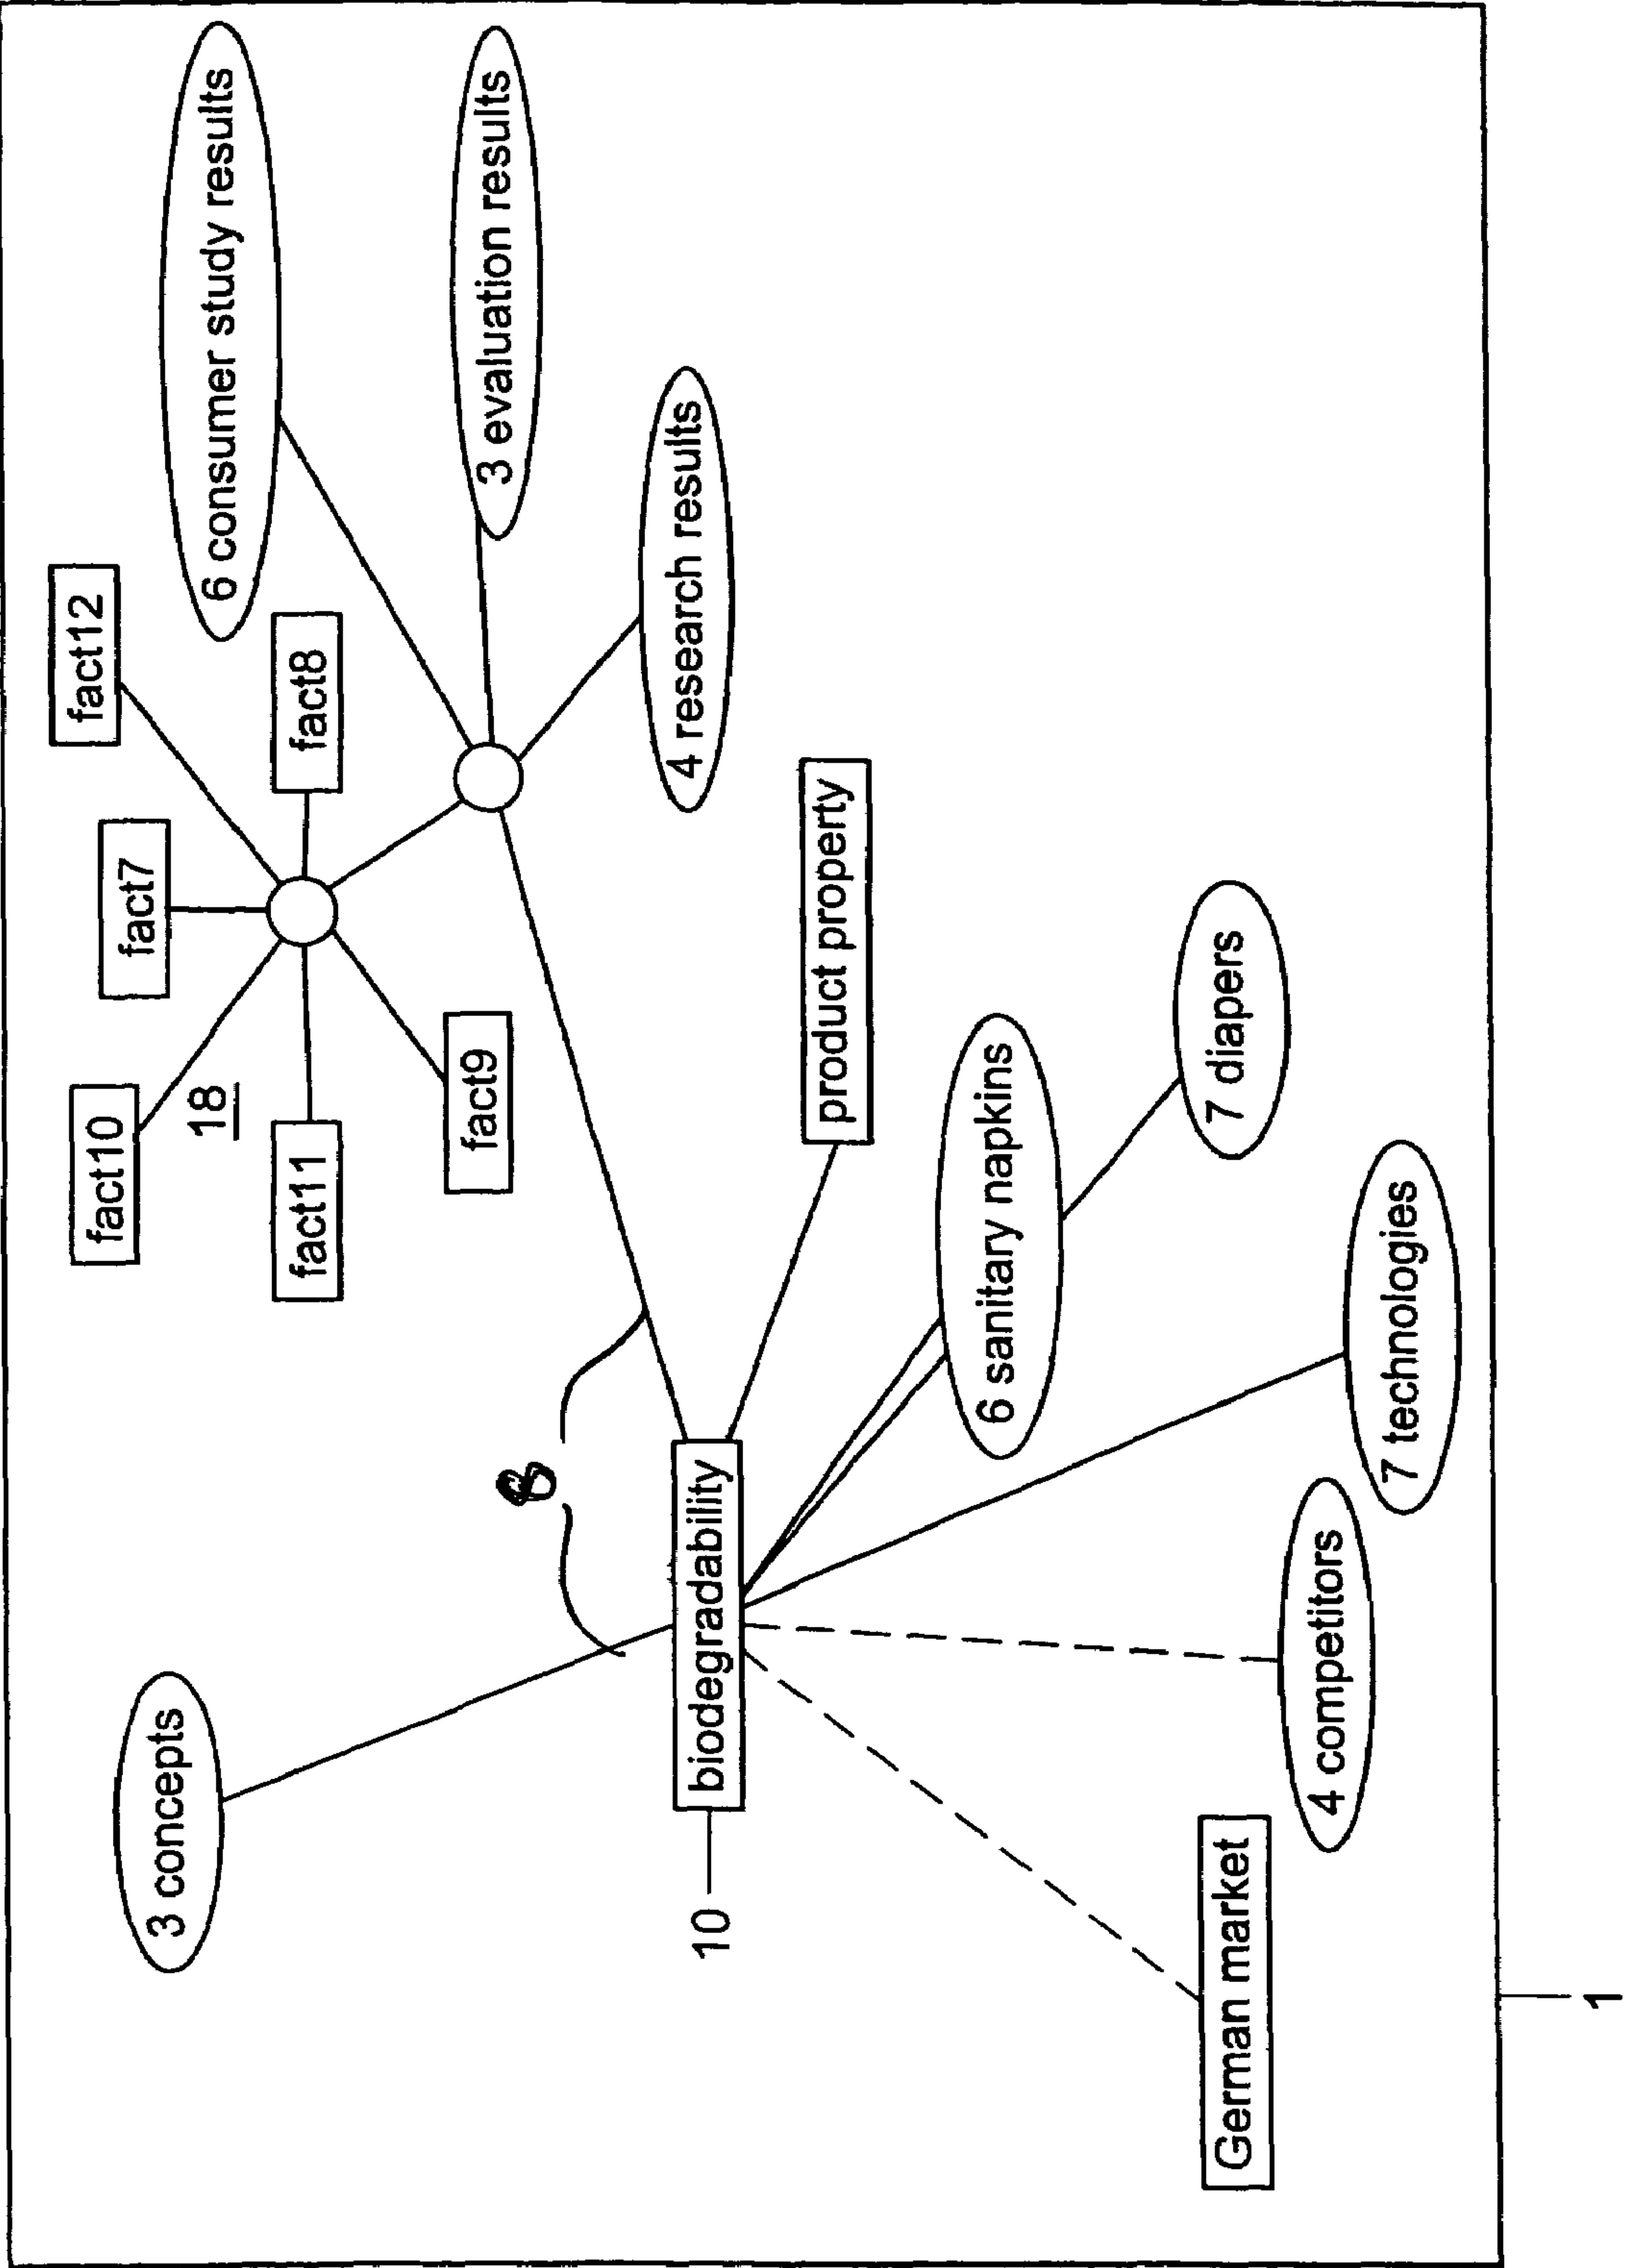 fact12
6 consumer study results
fact7
fact8
fact10
18
fact11
3 evaluation results
fact9
4 research results
3 concepts
8
product property
biodegradability
10
6 sanitary napkins
7 diapers
7 technologies
4 competitors
German market
1